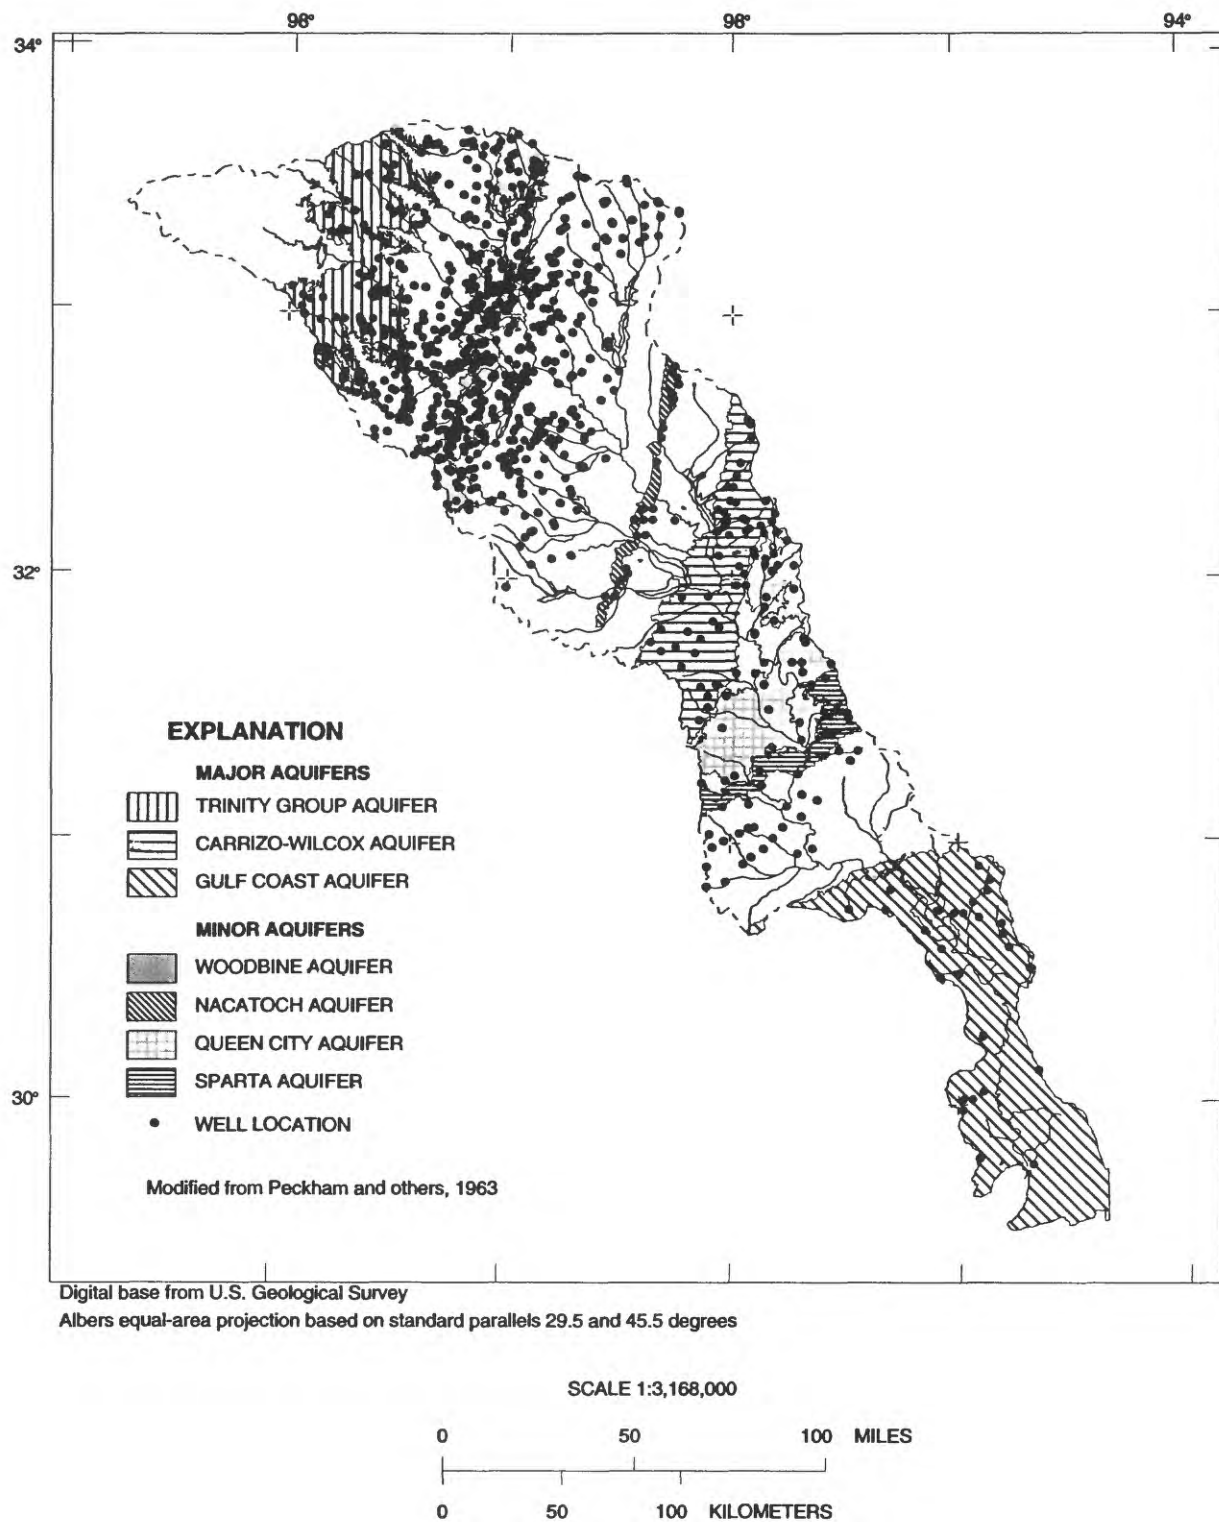 98° 96° 94°
34°
32°
30°
EXPLANATION
MAJOR AQUIFERS
TRINITY GROUP AQUIFER
CARRIZO-WILCOX AQUIFER
GULF COAST AQUIFER
MINOR AQUIFERS
WOODBINE AQUIFER
NACATOCH AQUIFER
QUEEN CITY AQUIFER
SPARTA AQUIFER
WELL LOCATION
Modified from Peckham and others, 1963
Digital base from U.S. Geological Survey
Albers equal-area projection based on standard parallels 29.5 and 45.5 degrees
SCALE 1:3,168,000
0 50 100 MILES
0 50 100 KILOMETERS